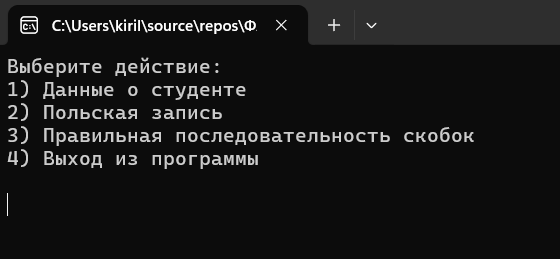 C:\Users\kiril\source\repos\Ф.
Выберите действие:
1) Данные о студенте
2) Польская запись
3) Правильная последовательность скобок
4) Выход из программы